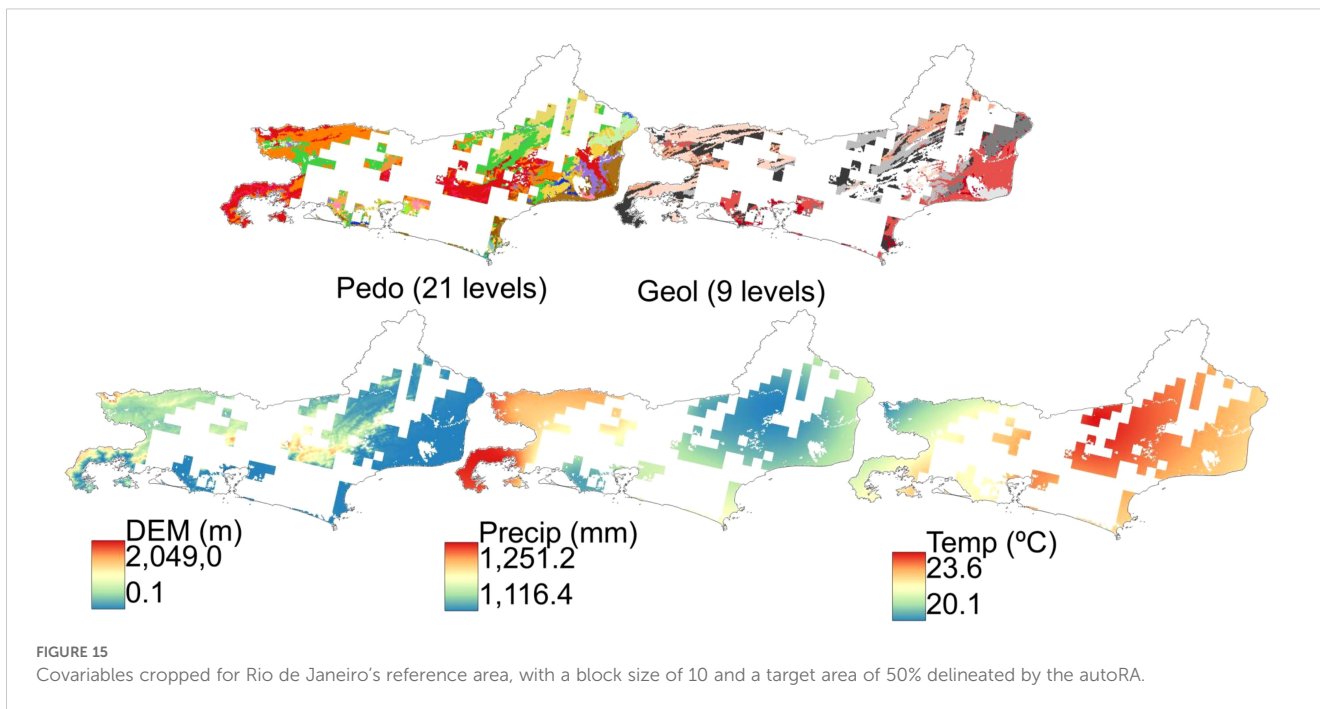 Pedo (21 levels)
Geol (9 levels)
DEM (m)
2,049,0
0.1
Precip (mm)
1,251.2
1,116.4
Temp (ºC)
23.6
20.1
FIGURE 15
Covariables cropped for Rio de Janeiro's reference area, with a block size of 10 and a target area of 50% delineated by the autoRA.